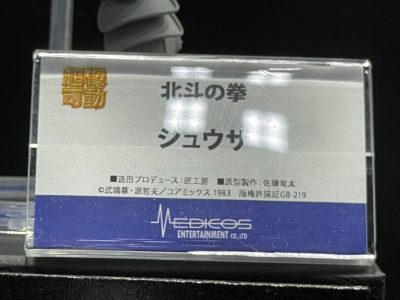 超像
可動
北斗の拳
シュウザ
■造形プロデュース:匠工房　■原型製作:佐藤竜太
©武論尊・原哲夫／コアミックス 1983　版権許諾証GB-219
MEDICOS
ENTERTAINMENT CO.,LTD